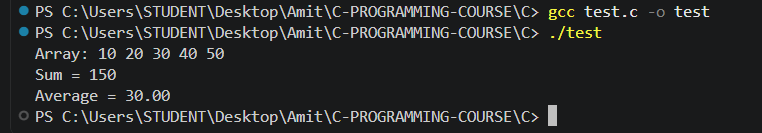 PS C:\Users\STUDENT\Desktop\Amit\C-PROGRAMMING-COURSE\C> gcc test.c -o test
PS C:\Users\STUDENT\Desktop\Amit\C-PROGRAMMING-COURSE\C> ./test
Array: 10 20 30 40 50
Sum = 150
Average = 30.00
PS C:\Users\STUDENT\Desktop\Amit\C-PROGRAMMING-COURSE\C>